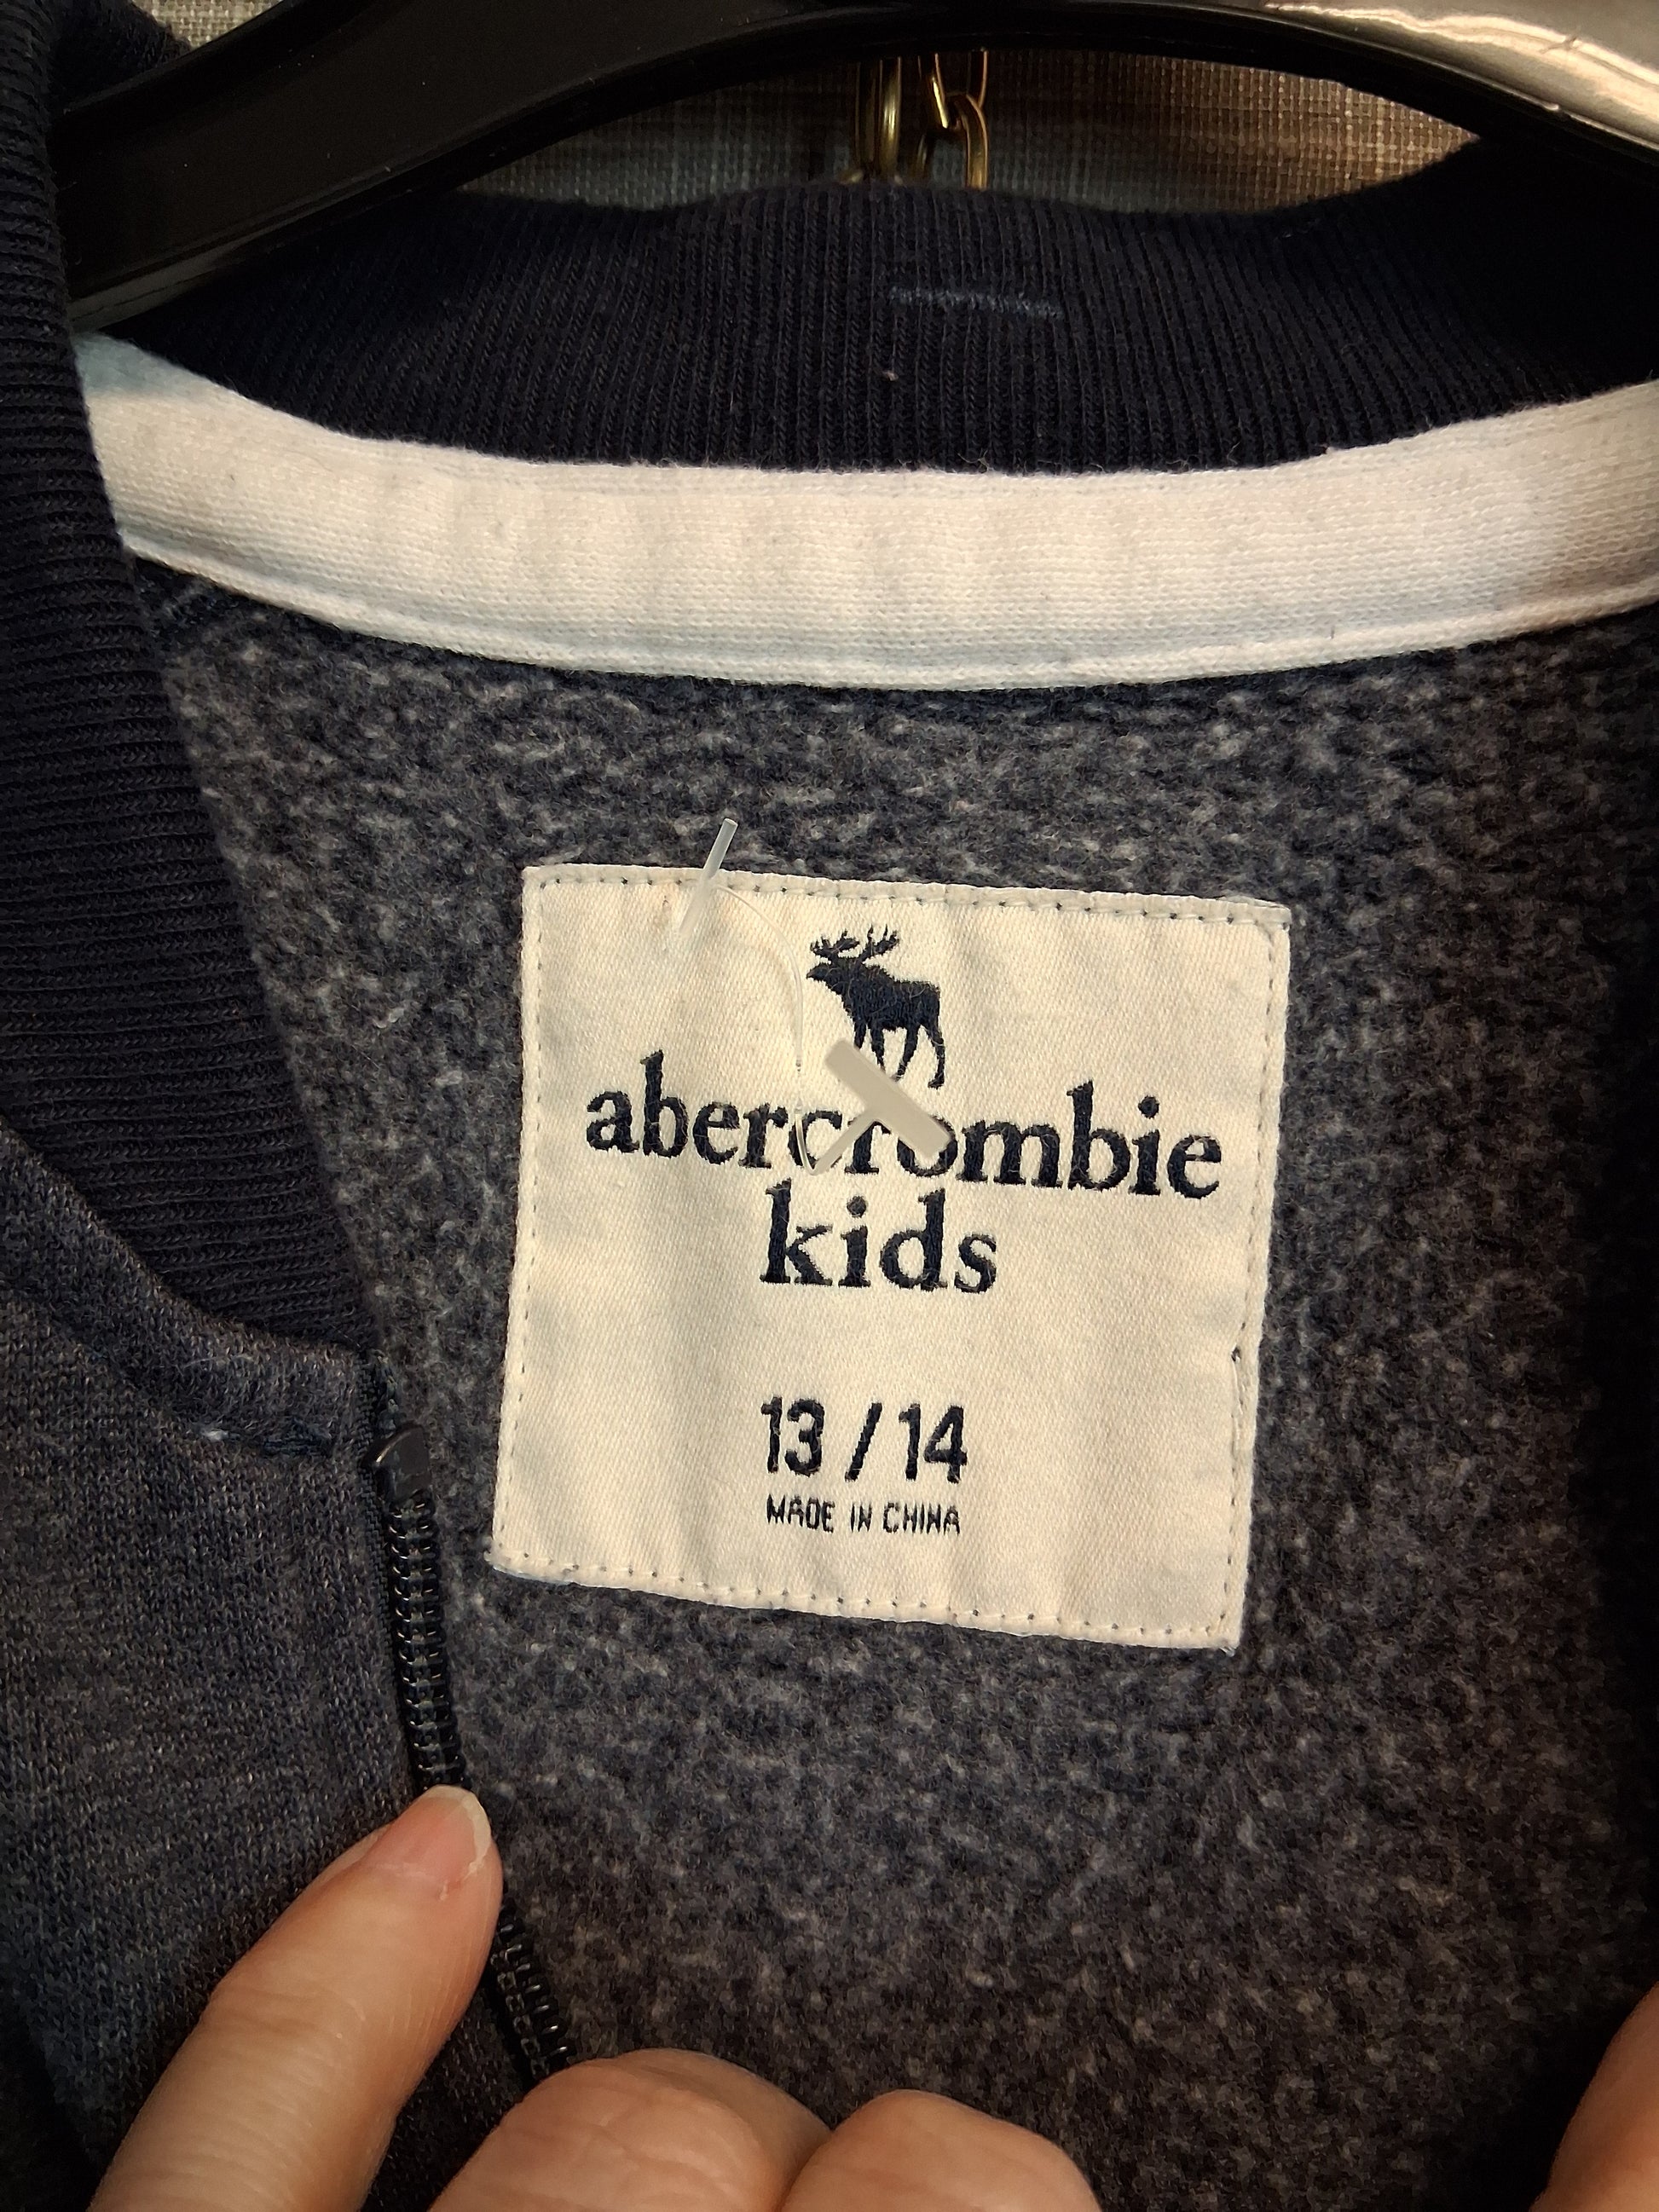 abercrombie
kids
13 / 14
MADE IN CHINA